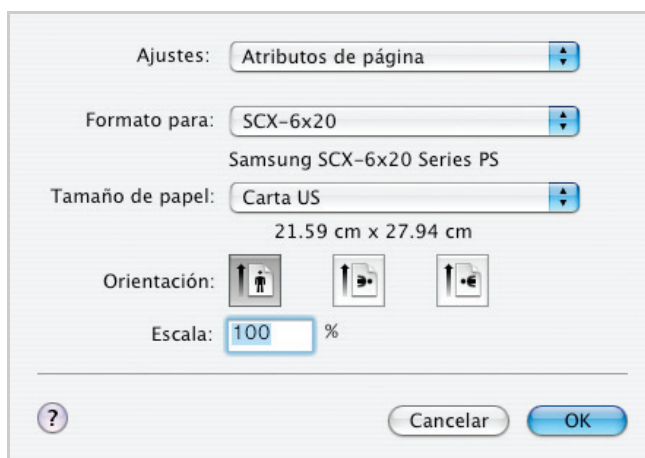 Ajustes: Atributos de página
Formato para: SCX-6x20
Samsung SCX-6x20 Series PS
Tamaño de papel: Carta US
21.59 cm x 27.94 cm
Orientación:
Escala: 100 %
? Cancelar OK